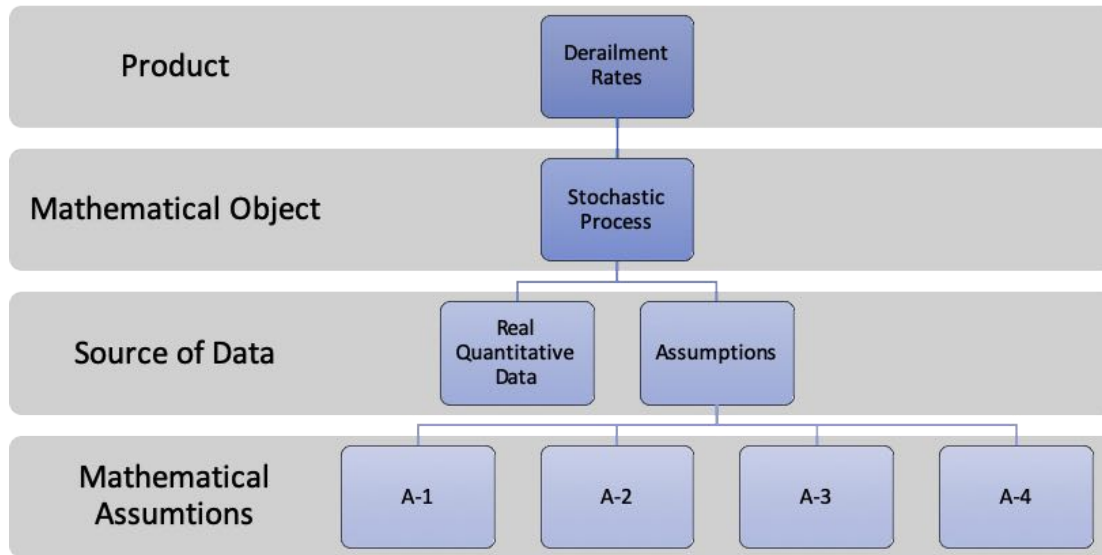 Product
Derailment
Rates
Mathematical Object
Stochastic
Process
Source of Data
Real
Quantitative
Data
Assumptions
Mathematical
Assumtions
A-1
A-2
A-3
A-4